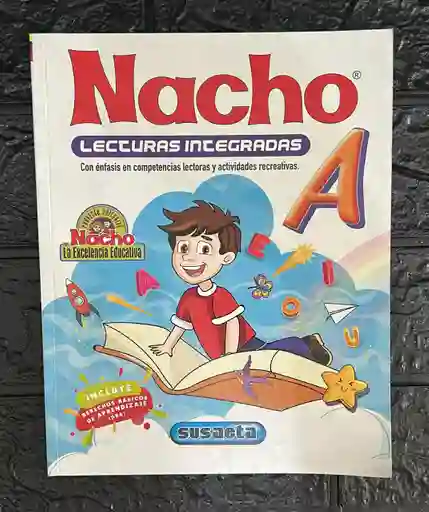 Nacho®
LECTURAS INTEGRADAS
Con énfasis en competencias lectoras y actividades recreativas.
A
Nacho
La Excelencia Educativa
A E I O U
INCLUYE
DERECHOS BÁSICOS
DE APRENDIZAJE
(DBA)
susaeta